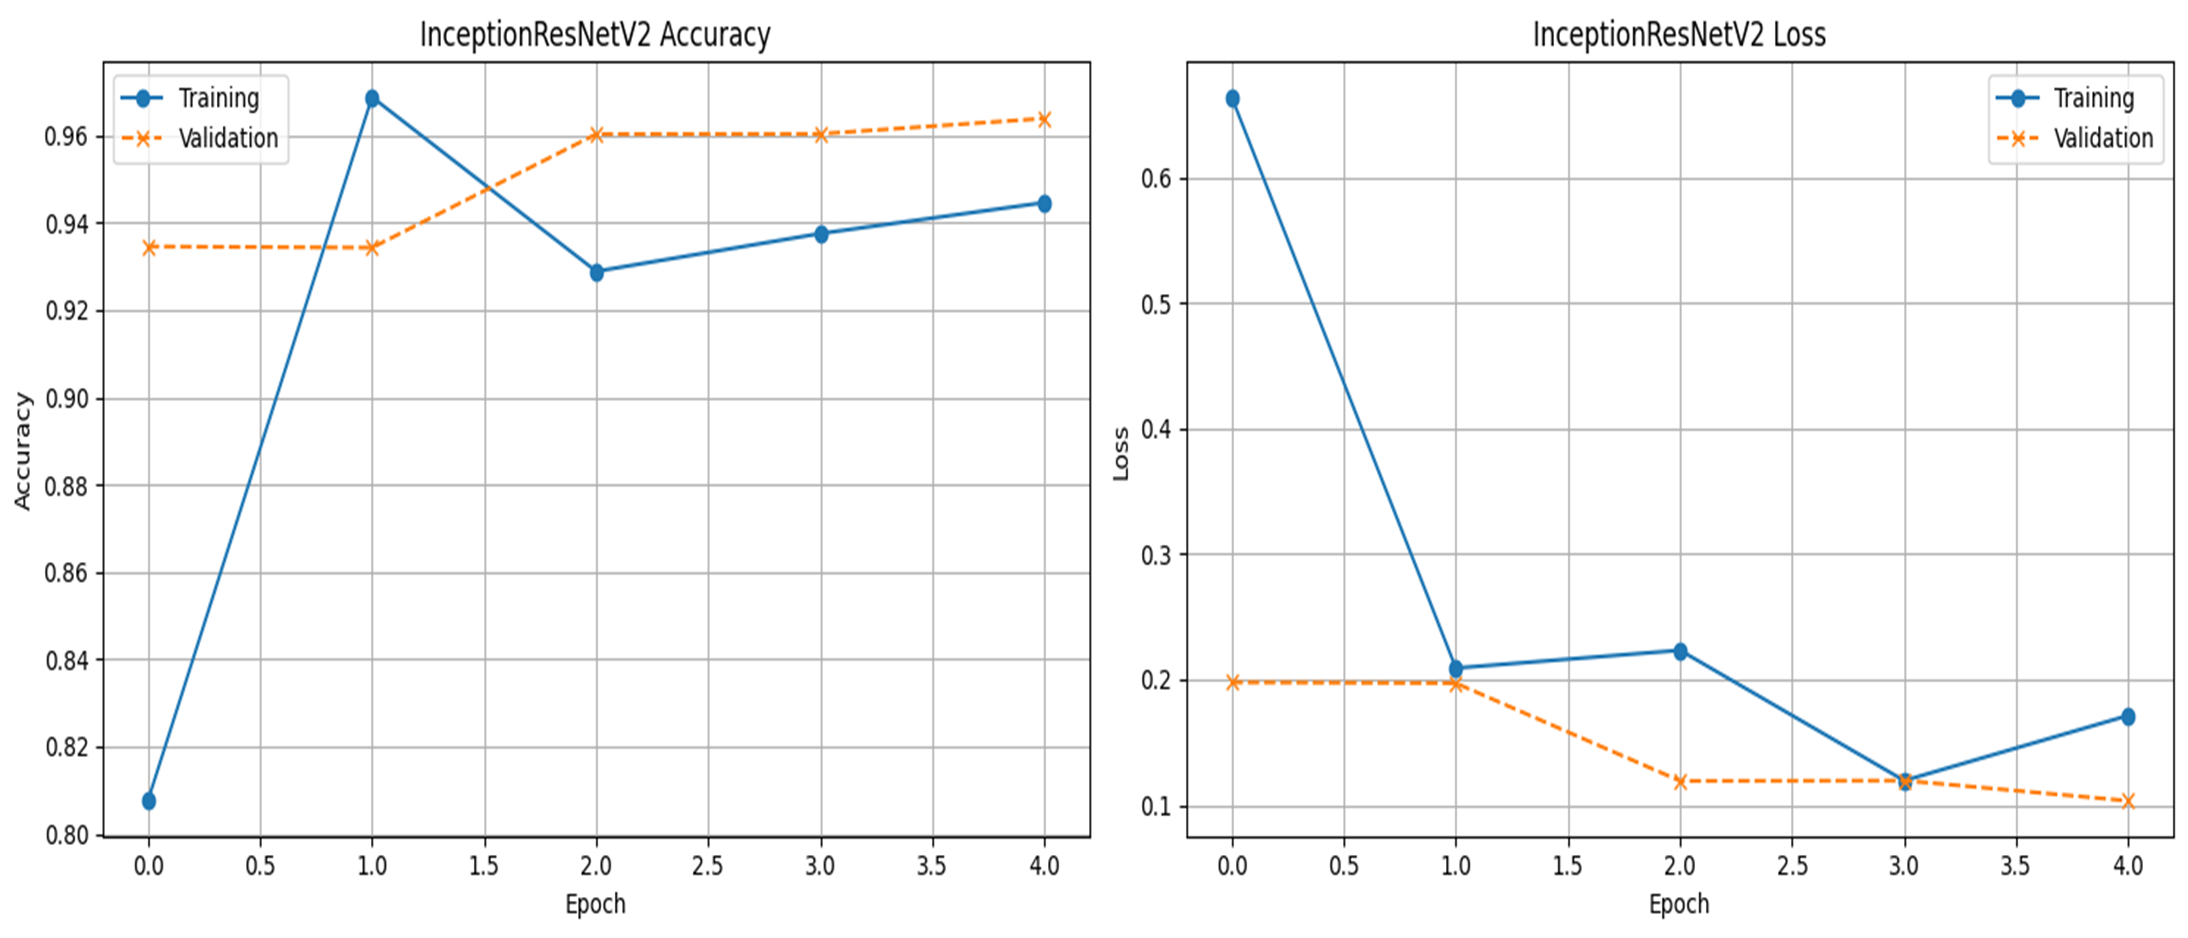 InceptionResNetV2 Accuracy
Training
Validation
0.96
0.94
0.92
0.90
0.88
0.86
0.84
0.82
0.80
Accuracy
0.0 0.5 1.0 1.5 2.0 2.5 3.0 3.5 4.0
Epoch
InceptionResNetV2 Loss
Training
Validation
0.6
0.5
0.4
0.3
0.2
0.1
Loss
0.0 0.5 1.0 1.5 2.0 2.5 3.0 3.5 4.0
Epoch